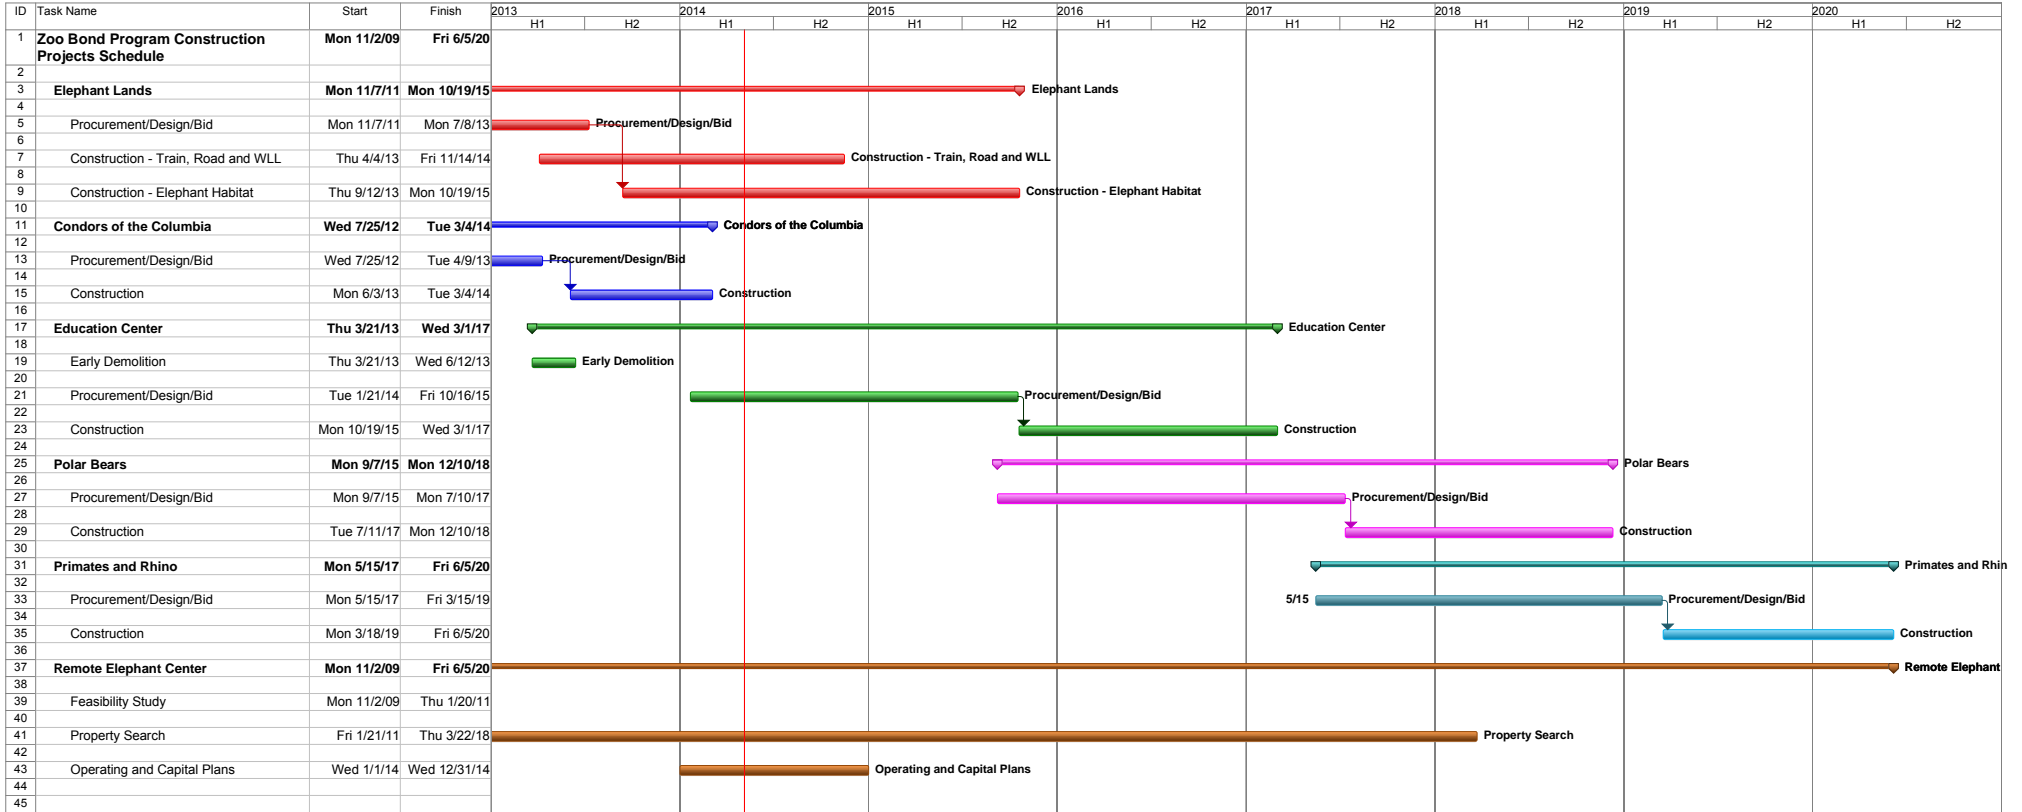 ID Task Name Start Finish 2013 2014 2015 2016 2017 2018 2019 2020
H1 H2 H1 H2 H1 H2 H1 H2 H1 H2 H1 H2 H1 H2 H1 H2
1 Zoo Bond Program Construction Mon 11/2/09 Fri 6/5/20
Projects Schedule
2
3 Elephant Lands Mon 11/7/11 Mon 10/19/15 Elephant Lands
4
5 Procurement/Design/Bid Mon 11/7/11 Mon 7/8/13 Procurement/Design/Bid
6
7 Construction - Train, Road and WLL Thu 4/4/13 Fri 11/14/14 Construction - Train, Road and WLL
8
9 Construction - Elephant Habitat Thu 9/12/13 Mon 10/19/15 Construction - Elephant Habitat
10
11 Condors of the Columbia Wed 7/25/12 Tue 3/4/14 Condors of the Columbia
12
13 Procurement/Design/Bid Wed 7/25/12 Tue 4/9/13 Procurement/Design/Bid
14
15 Construction Mon 6/3/13 Tue 3/4/14 Construction
16
17 Education Center Thu 3/21/13 Wed 3/1/17 Education Center
18
19 Early Demolition Thu 3/21/13 Wed 6/12/13 Early Demolition
20
21 Procurement/Design/Bid Tue 1/21/14 Fri 10/16/15 Procurement/Design/Bid
22
23 Construction Mon 10/19/15 Wed 3/1/17 Construction
24
25 Polar Bears Mon 9/7/15 Mon 12/10/18 Polar Bears
26
27 Procurement/Design/Bid Mon 9/7/15 Mon 7/10/17 Procurement/Design/Bid
28
29 Construction Tue 7/11/17 Mon 12/10/18 Construction
30
31 Primates and Rhino Mon 5/15/17 Fri 6/5/20 Primates and Rhin
32
33 Procurement/Design/Bid Mon 5/15/17 Fri 3/15/19 5/15 Procurement/Design/Bid
34
35 Construction Mon 3/18/19 Fri 6/5/20 Construction
36
37 Remote Elephant Center Mon 11/2/09 Fri 6/5/20 Remote Elephant
38
39 Feasibility Study Mon 11/2/09 Thu 1/20/11
40
41 Property Search Fri 1/21/11 Thu 3/22/18 Property Search
42
43 Operating and Capital Plans Wed 1/1/14 Wed 12/31/14 Operating and Capital Plans
44
45